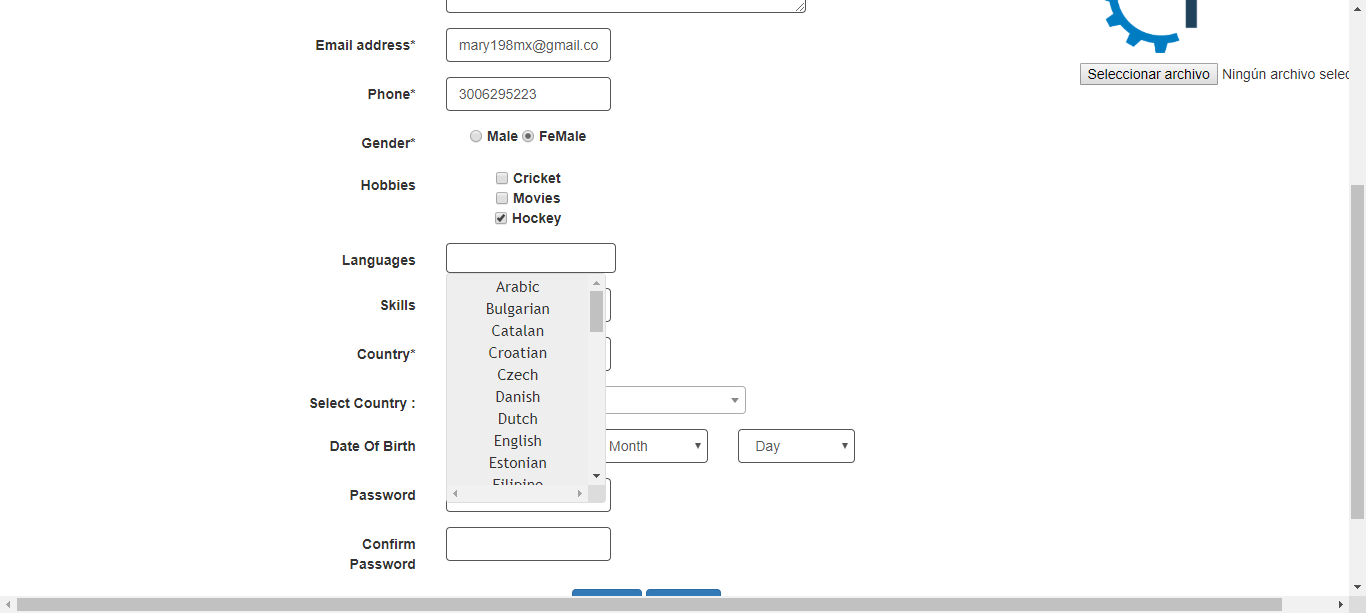 Email address* mary198mx@gmail.co
Seleccionar archivo Ningún archivo selec
Phone* 3006295223
Gender* Male FeMale
Hobbies Cricket
Movies
Hockey
Languages
Arabic
Skills
Bulgarian
Catalan
Country* Croatian
Czech
Danish
Select Country :
Dutch
Date Of Birth English Month Day
Estonian
Filipino
Password
Confirm
Password